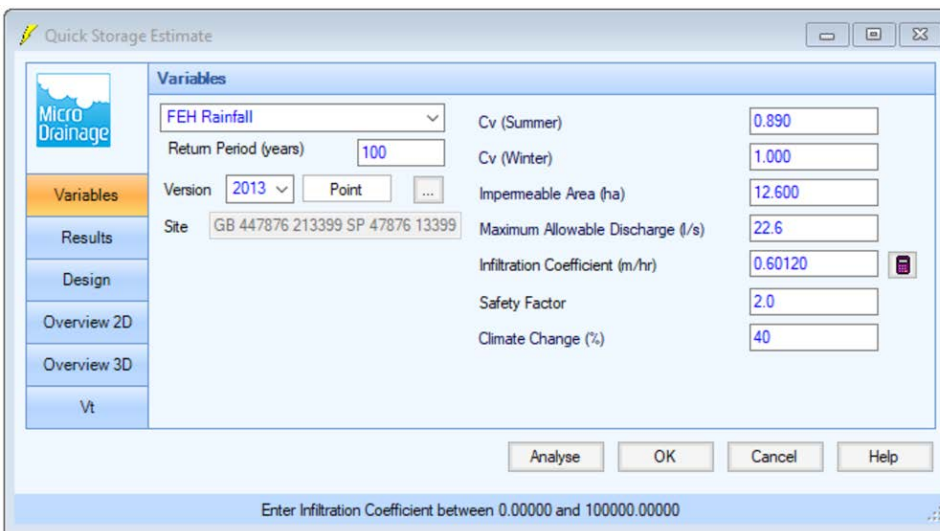 Quick Storage Estimate
Micro
Drainage
Variables
Results
Design
Overview 2D
Overview 3D
Vt
Variables
FEH Rainfall
Return Period (years) 100
Version 2013 Point ...
Site GB 447876 213399 SP 47876 13399
Cv (Summer) 0.890
Cv (Winter) 1.000
Impermeable Area (ha) 12.600
Maximum Allowable Discharge (l/s) 22.6
Infiltration Coefficient (m/hr) 0.60120
Safety Factor 2.0
Climate Change (%) 40
Analyse OK Cancel Help
Enter Infiltration Coefficient between 0.00000 and 100000.00000